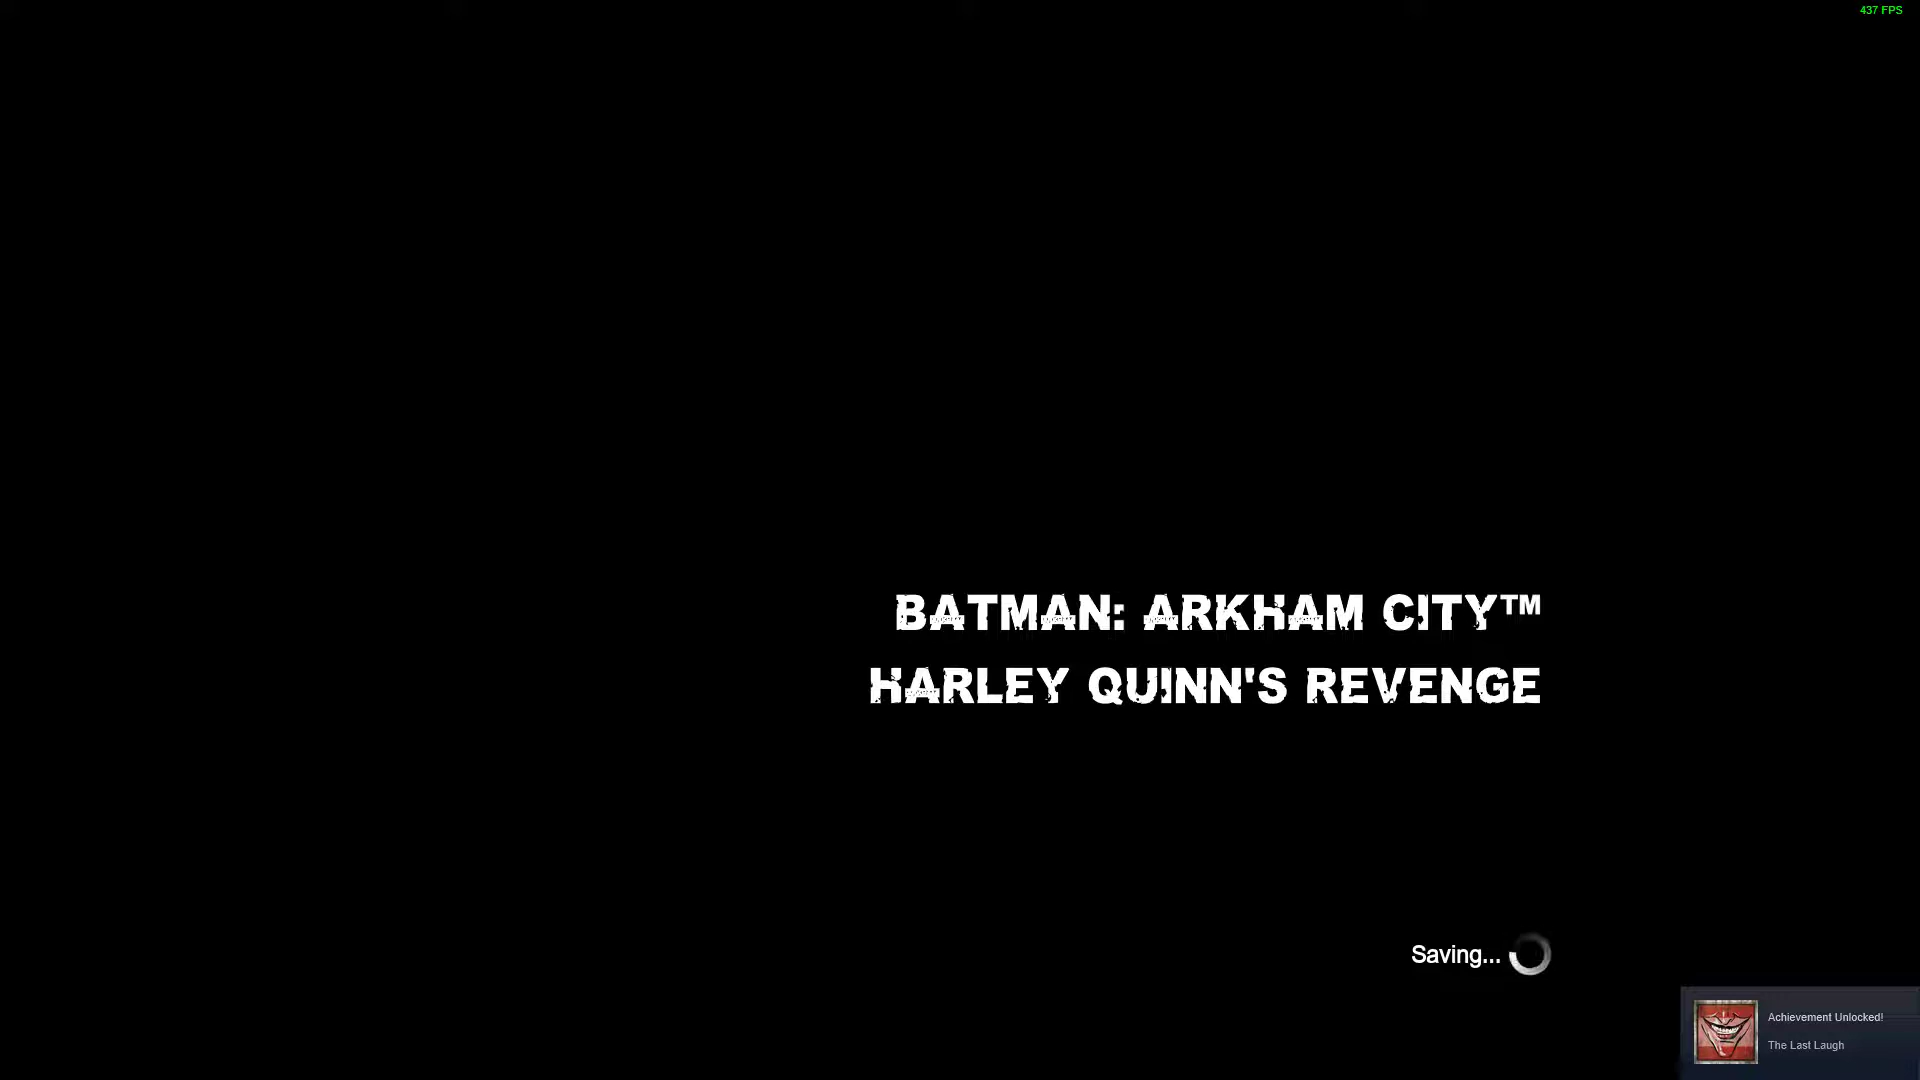 437 FPS
BATMAN: ARKHAM CITY™
HARLEY QUINN'S REVENGE
Saving...
Achievement Unlocked!
The Last Laugh